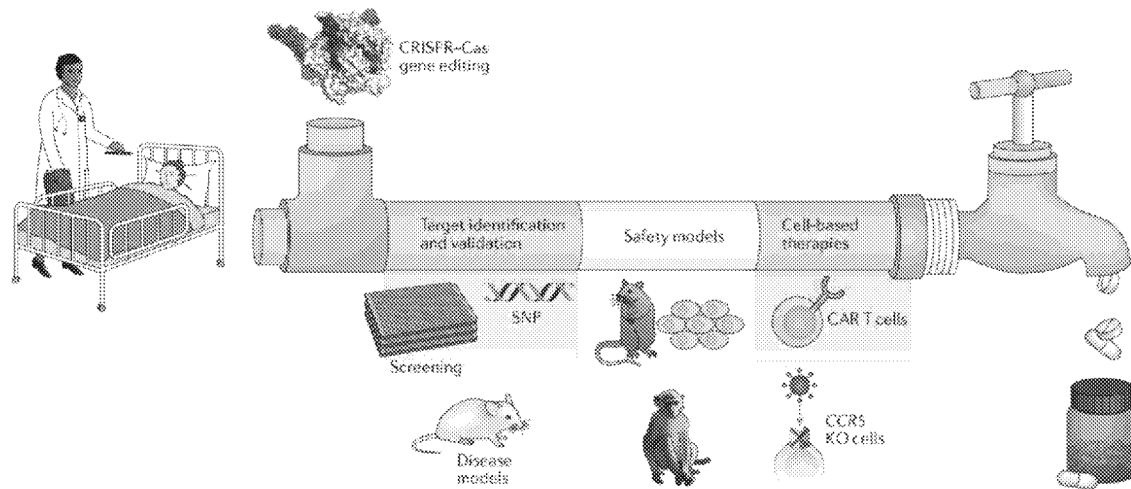 CRISPR–Cas
gene editing
Target identification
and validation
Safety models
Cell-based
therapies
SNP
CAR T cells
Screening
CCR5
KO cells
Disease
models